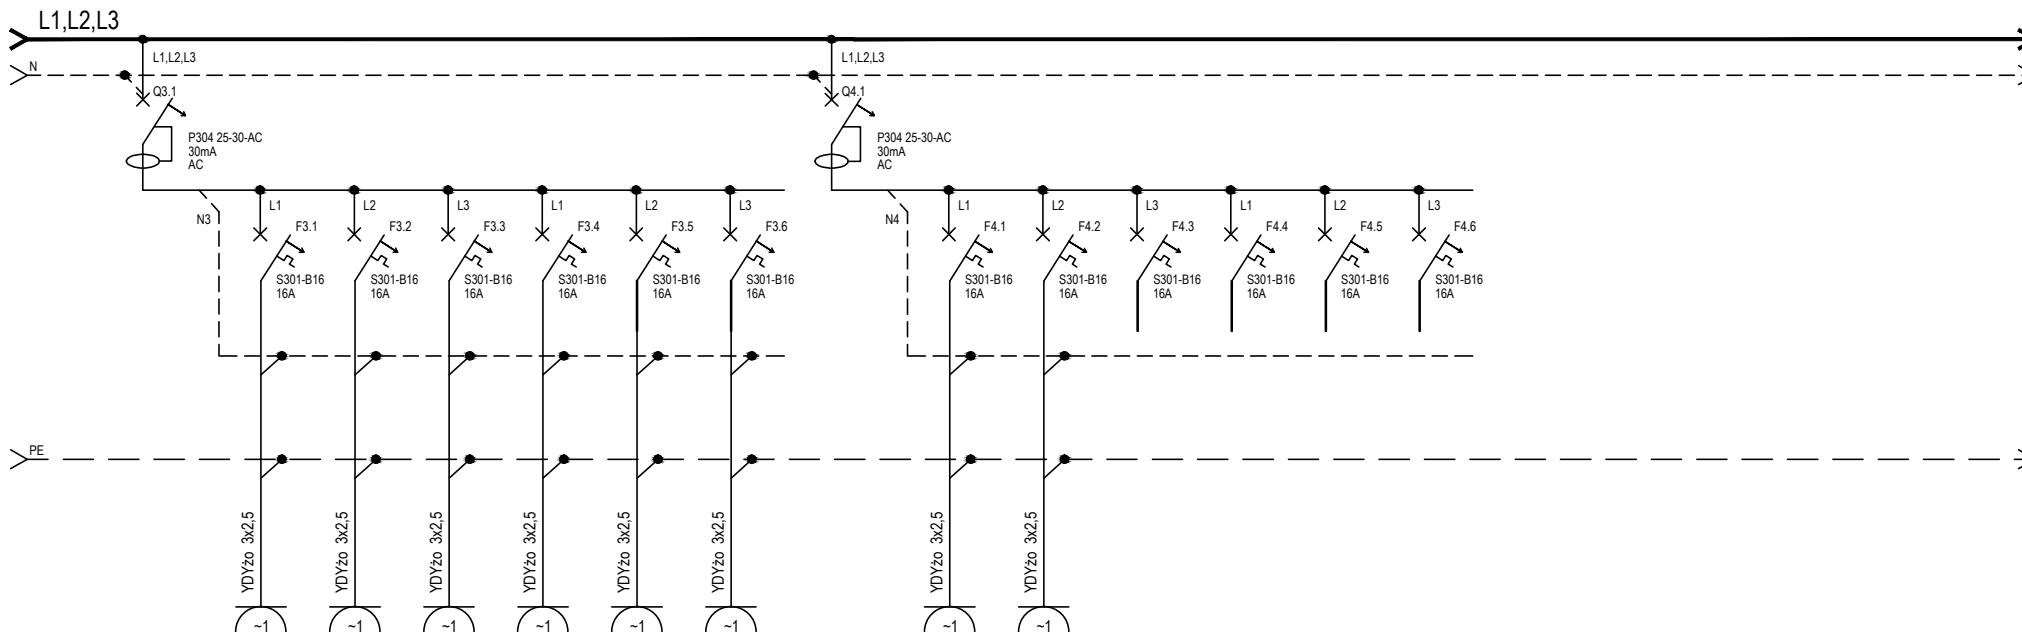 L1,L2,L3
L1,L2,L3
L1,L2,L3
N
Q3.1
Q4.1
P304 25-30-AC
30mA
AC
P304 25-30-AC
30mA
AC
N3
L1
L2
L3
L1
L2
L3
N4
L1
L2
L3
L1
L2
L3
F3.1
F3.2
F3.3
F3.4
F3.5
F3.6
F4.1
F4.2
F4.3
F4.4
F4.5
F4.6
S301-B16
16A
S301-B16
16A
S301-B16
16A
S301-B16
16A
S301-B16
16A
S301-B16
16A
S301-B16
16A
S301-B16
16A
S301-B16
16A
S301-B16
16A
S301-B16
16A
S301-B16
16A
PE
YDYżo 3x2,5
YDYżo 3x2,5
YDYżo 3x2,5
YDYżo 3x2,5
YDYżo 3x2,5
YDYżo 3x2,5
YDYżo 3x2,5
YDYżo 3x2,5
~1
~1
~1
~1
~1
~1
~1
~1